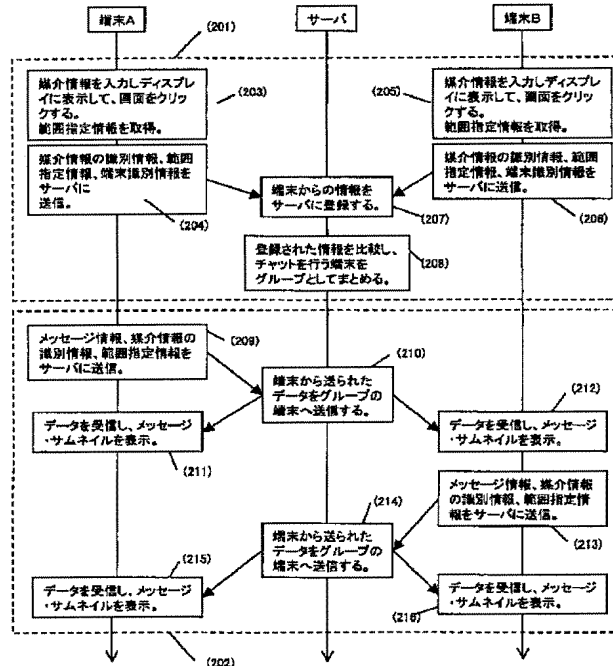 端末A
サーバ
端末B
(201)
媒介情報を入力しディスプレ
イに表示して、画面をクリッ
クする。
範囲指定情報を取得。
(203)
(205)
媒介情報を入力しディスプレ
イに表示して、画面をクリッ
クする。
範囲指定情報を取得。
媒介情報の識別情報、範囲
指定情報、端末識別情報を
サーバに
送信。
(204)
端末からの情報を
サーバに登録する。
(207)
媒介情報の識別情報、範囲
指定情報、端末識別情報を
サーバに送信。
(206)
登録された情報を比較し、
チャットを行う端末を
グループとしてまとめる。
(208)
メッセージ情報、媒介情報の
識別情報、範囲指定情報を
サーバに送信。
(209)
(210)
端末から送られた
データをグループの
端末へ送信する。
(212)
データを受信し、メッセージ
・サムネイルを表示。
(211)
データを受信し、メッセージ
・サムネイルを表示。
メッセージ情報、媒介情報
の識別情報、範囲指定情
報をサーバに送信。
(213)
(214)
端末から送られた
データをグループの
端末へ送信する。
(215)
データを受信し、メッセージ
・サムネイルを表示。
データを受信し、メッセージ
・サムネイルを表示。
(216)
(202)